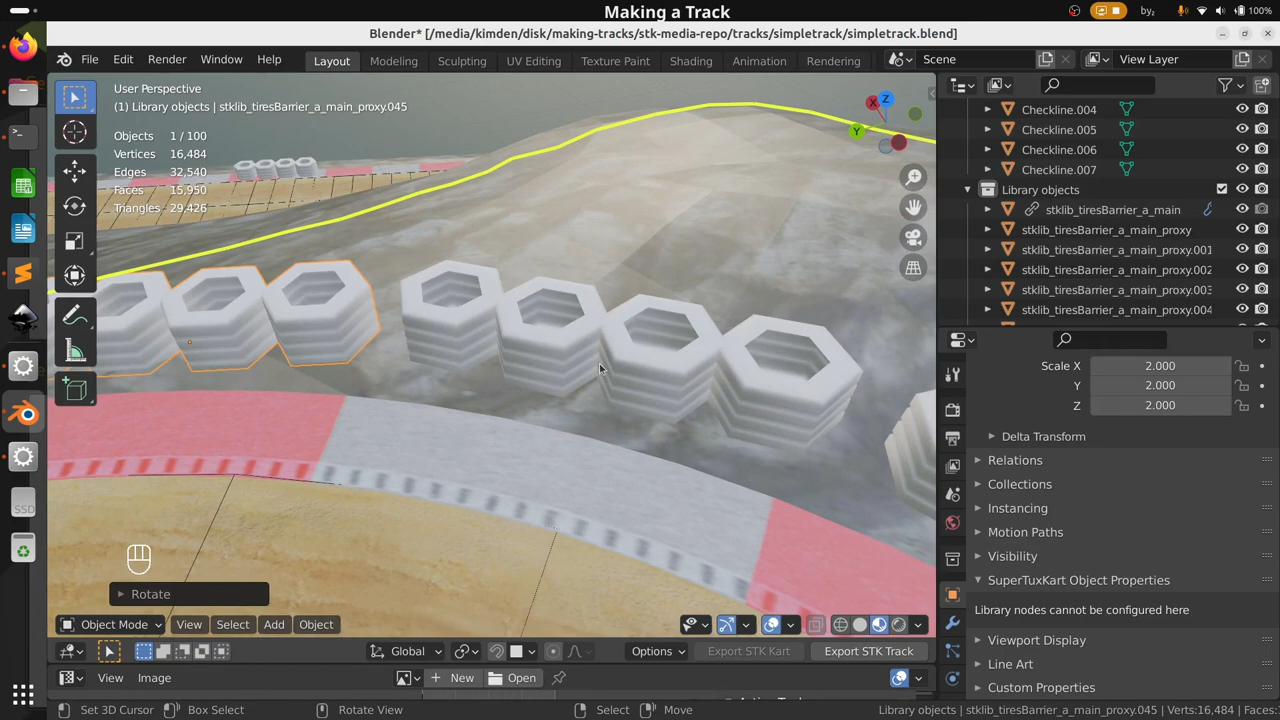 Making a Track
by₂
100%
Blender* [/media/kimden/disk/making-tracks/stk-media-repo/tracks/simpletrack/simpletrack.blend]
File Edit Render Window Help
Layout Modeling Sculpting UV Editing Texture Paint Shading Animation Rendering
Scene
View Layer
User Perspective
(1) Library objects | stklib_tiresBarrier_a_main_proxy.045
Objects 1 / 100
Vertices 16,484
Edges 32,540
Faces 15,950
Triangles 29,426
X
Z
Y
Checkline.004
Checkline.005
Checkline.006
Checkline.007
Library objects
stklib_tiresBarrier_a_main
stklib_tiresBarrier_a_main_proxy
stklib_tiresBarrier_a_main_proxy.001
stklib_tiresBarrier_a_main_proxy.002
stklib_tiresBarrier_a_main_proxy.003
stklib_tiresBarrier_a_main_proxy.004
Scale X 2.000
Y 2.000
Z 2.000
Delta Transform
Relations
Collections
Instancing
Motion Paths
Visibility
SuperTuxKart Object Properties
Library nodes cannot be configured here
Viewport Display
Line Art
Custom Properties
SSD
Rotate
Object Mode View Select Add Object
Global
Options
Export STK Kart
Export STK Track
View Image
New Open
Set 3D Cursor Box Select Rotate View Select Move
Library objects | stklib_tiresBarrier_a_main_proxy.045 | Vertices:16,484 | Edges:32,540 | Faces: